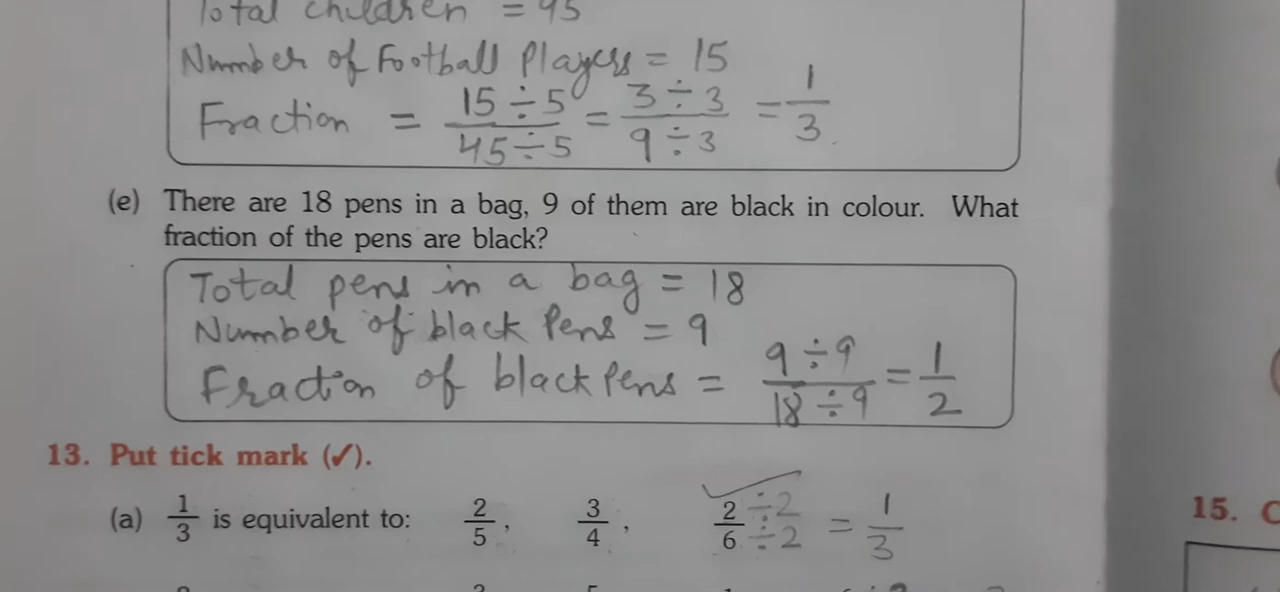 Total children = 45
Number of Football Players = 15
Fraction = 15 ÷ 5 / 45 ÷ 5 = 3 ÷ 3 / 9 ÷ 3 = 1/3
(e) There are 18 pens in a bag, 9 of them are black in colour. What
fraction of the pens are black?
Total pens in a bag = 18
Number of black Pens = 9
Fraction of black Pens = 9 ÷ 9 / 18 ÷ 9 = 1/2
13. Put tick mark (✓).
(a) 1/3 is equivalent to: 2/5, 3/4, ✓ 2/6 ÷2/÷2 = 1/3
15.